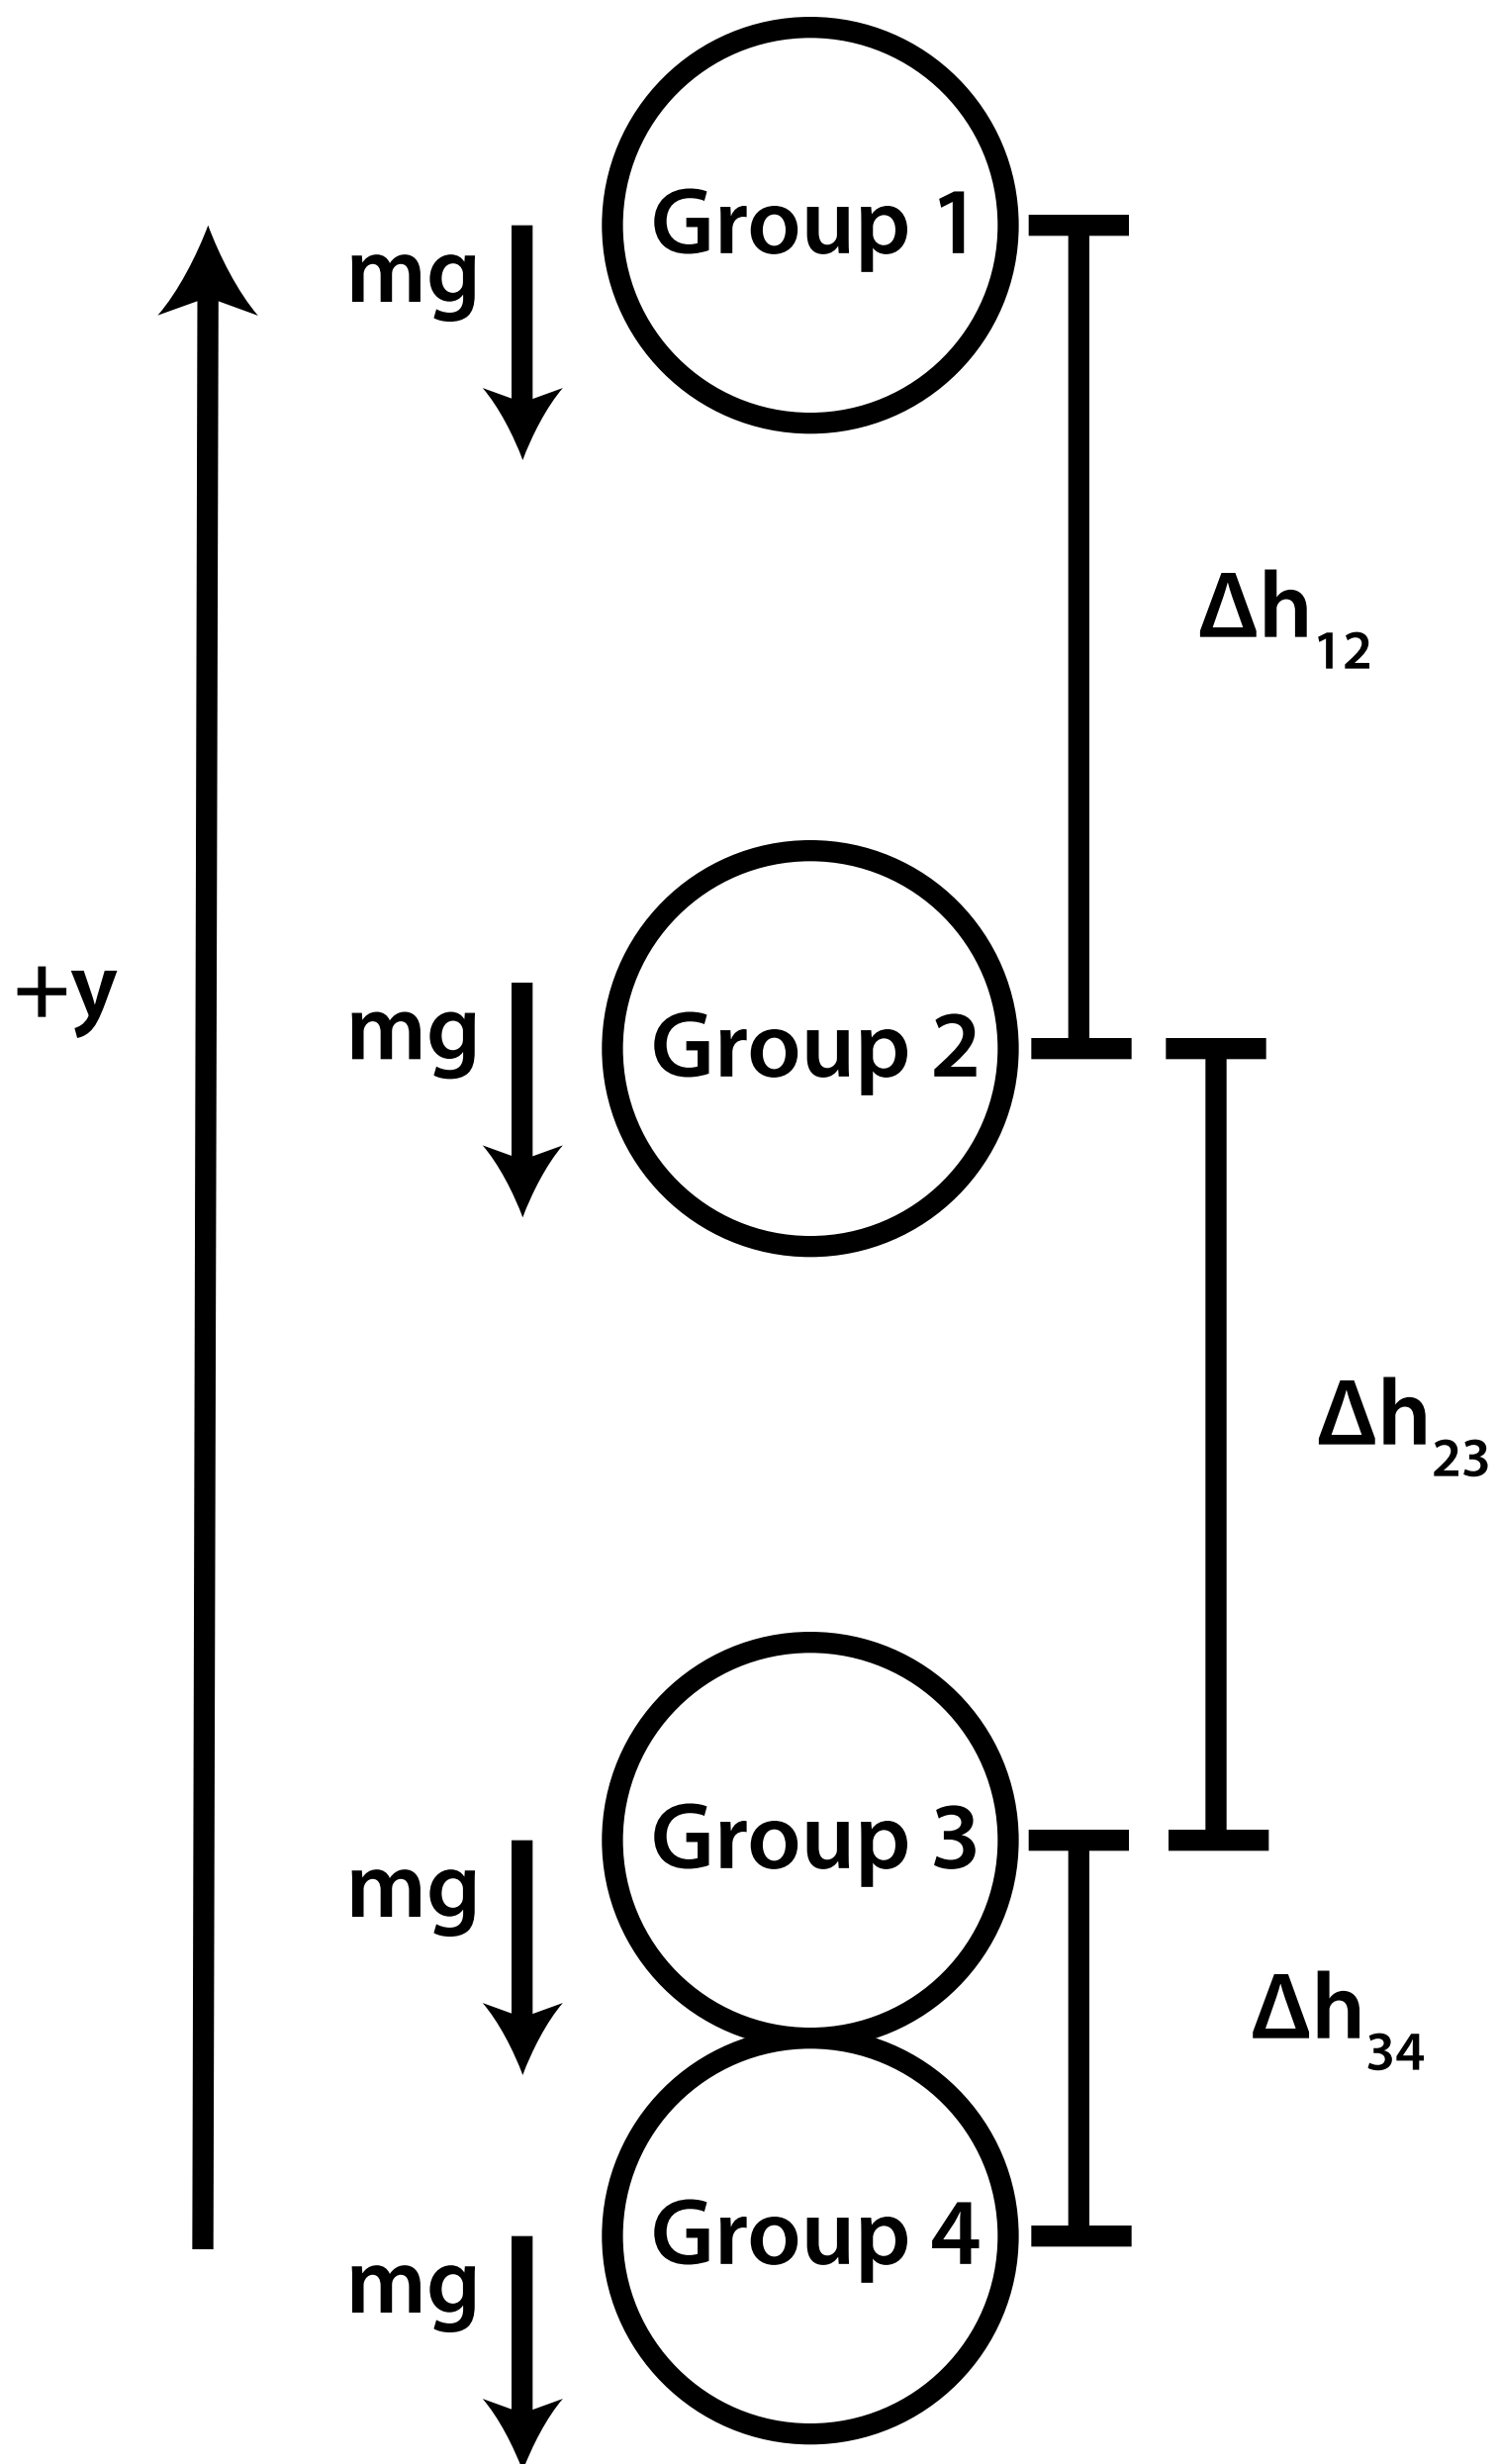 Group 1
mg
Δh12
+y
mg
Group 2
Δh23
Group 3
mg
Δh34
Group 4
mg